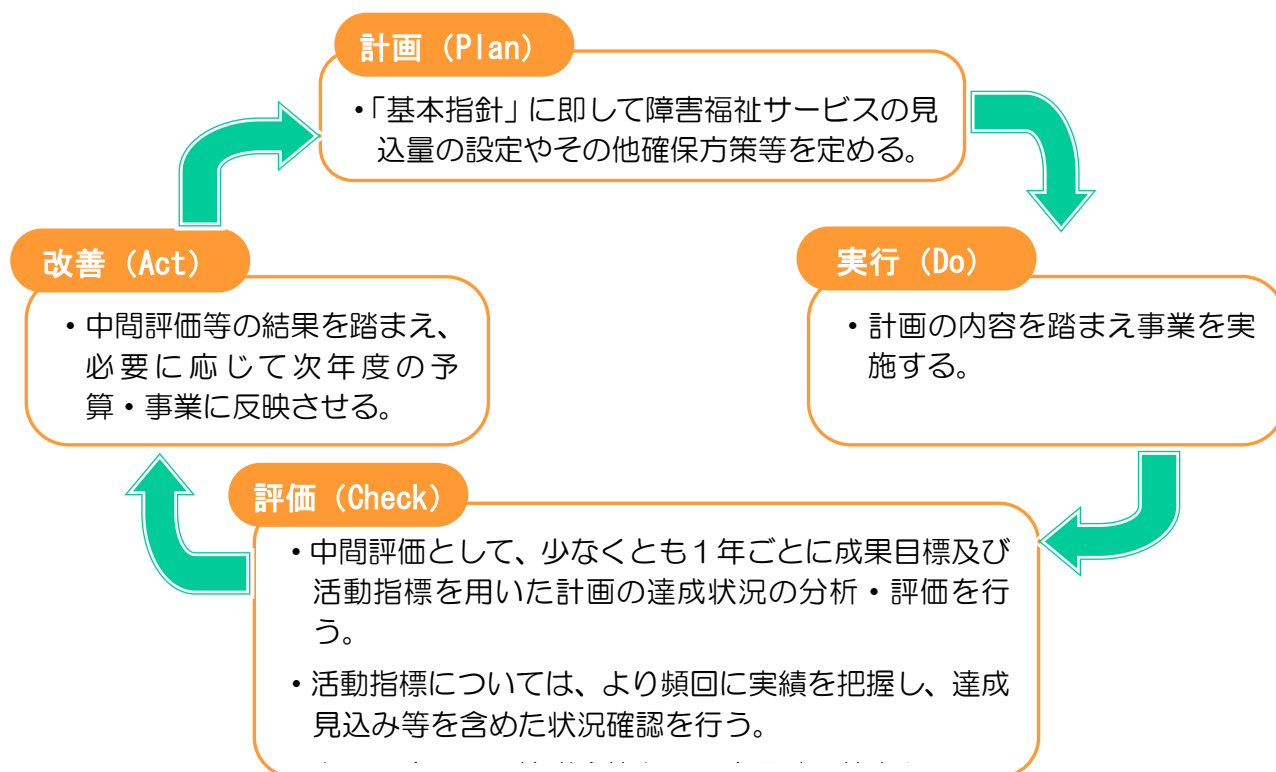 計画（Plan）
・「基本指針」に即して障害福祉サービスの見
込量の設定やその他確保方策等を定める。
実行（Do）
・計画の内容を踏まえ事業を実
施する。
評価（Check）
・中間評価として、少なくとも１年ごとに成果目標及び
活動指標を用いた計画の達成状況の分析・評価を行
う。
・活動指標については、より頻回に実績を把握し、達成
見込み等を含めた状況確認を行う。
改善（Act）
・中間評価等の結果を踏まえ、
必要に応じて次年度の予
算・事業に反映させる。